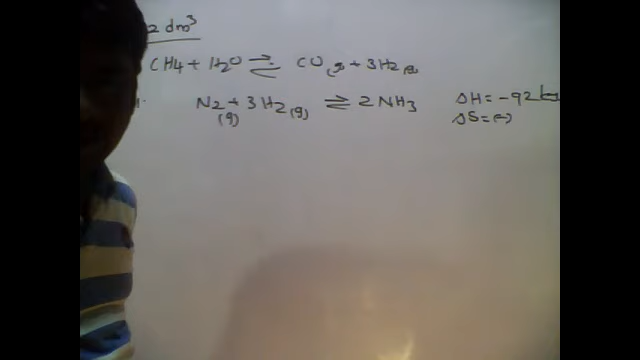 2 dm³
CH4 + H2O ⇌ CO(g) + 3H2(g)
N2(g) + 3H2(g) ⇌ 2NH3 ΔH = -92
ΔS = (-)